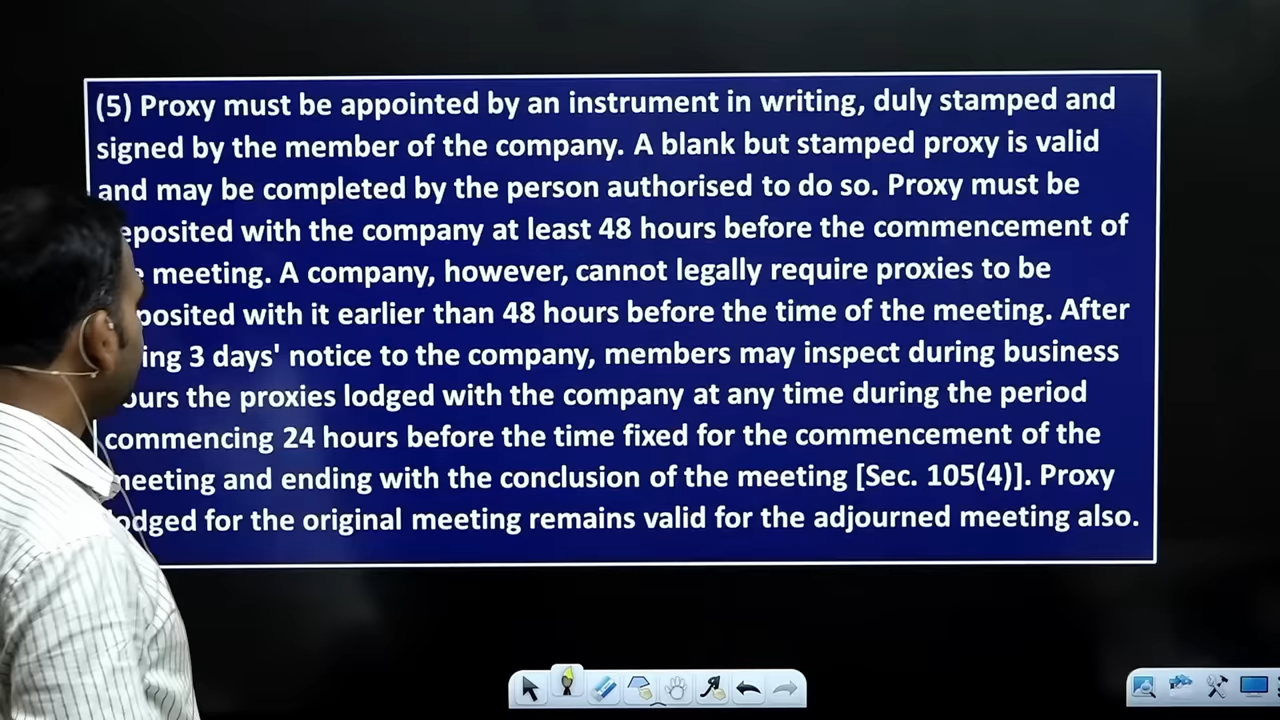 (5) Proxy must be appointed by an instrument in writing, duly stamped and
signed by the member of the company. A blank but stamped proxy is valid
and may be completed by the person authorised to do so. Proxy must be
eposited with the company at least 48 hours before the commencement of
meeting. A company, however, cannot legally require proxies to be
posited with it earlier than 48 hours before the time of the meeting. After
ing 3 days' notice to the company, members may inspect during business
ours the proxies lodged with the company at any time during the period
commencing 24 hours before the time fixed for the commencement of the
meeting and ending with the conclusion of the meeting [Sec. 105(4)]. Proxy
lodged for the original meeting remains valid for the adjourned meeting also.